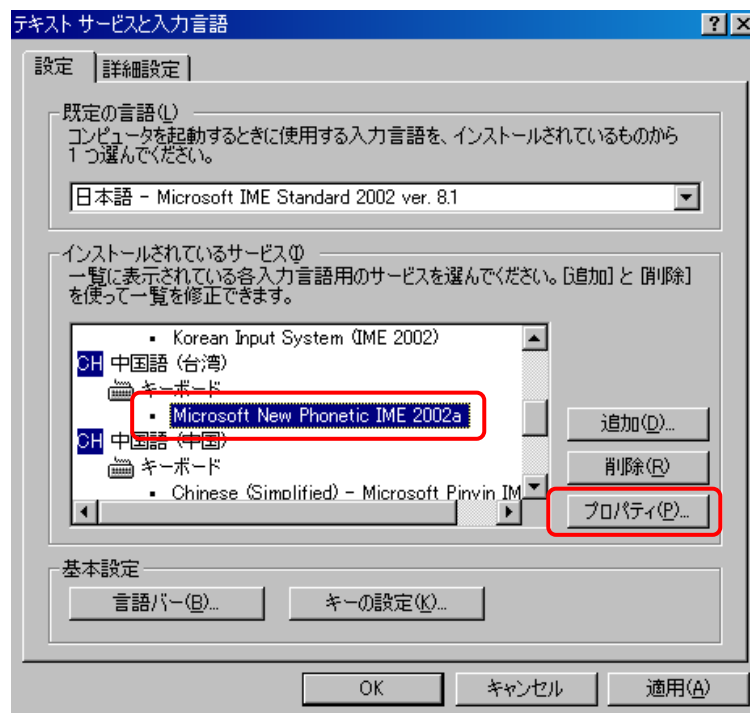 テキスト サービスと入力言語
設定
詳細設定
既定の言語(L)
コンピュータを起動するときに使用する入力言語を、インストールされているものから
1 つ選んでください。
日本語 - Microsoft IME Standard 2002 ver. 8.1
インストールされているサービス(I)
一覧に表示されている各入力言語用のサービスを選んでください。[追加] と [削除]
を使って一覧を修正できます。
▪ Korean Input System (IME 2002)
CH 中国語 (台湾)
キーボード
▪ Microsoft New Phonetic IME 2002a
CH 中国語 (中国)
キーボード
▪ Chinese (Simplified) - Microsoft Pinyin IM
追加(D)...
削除(R)
プロパティ(P)...
基本設定
言語バー(B)...
キーの設定(K)...
OK
キャンセル
適用(A)